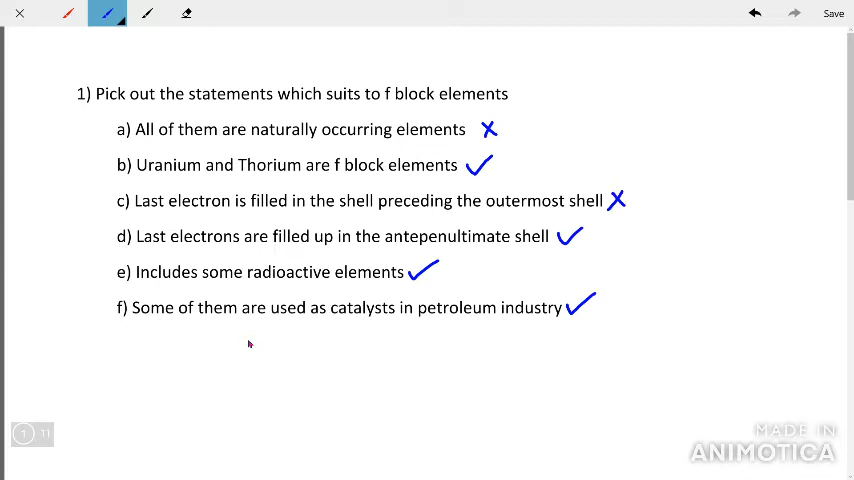 Save
1) Pick out the statements which suits to f block elements
a) All of them are naturally occurring elements
b) Uranium and Thorium are f block elements
c) Last electron is filled in the shell preceding the outermost shell
d) Last electrons are filled up in the antepenultimate shell
e) Includes some radioactive elements
f) Some of them are used as catalysts in petroleum industry
1 11
MADE IN
ANIMOTICA